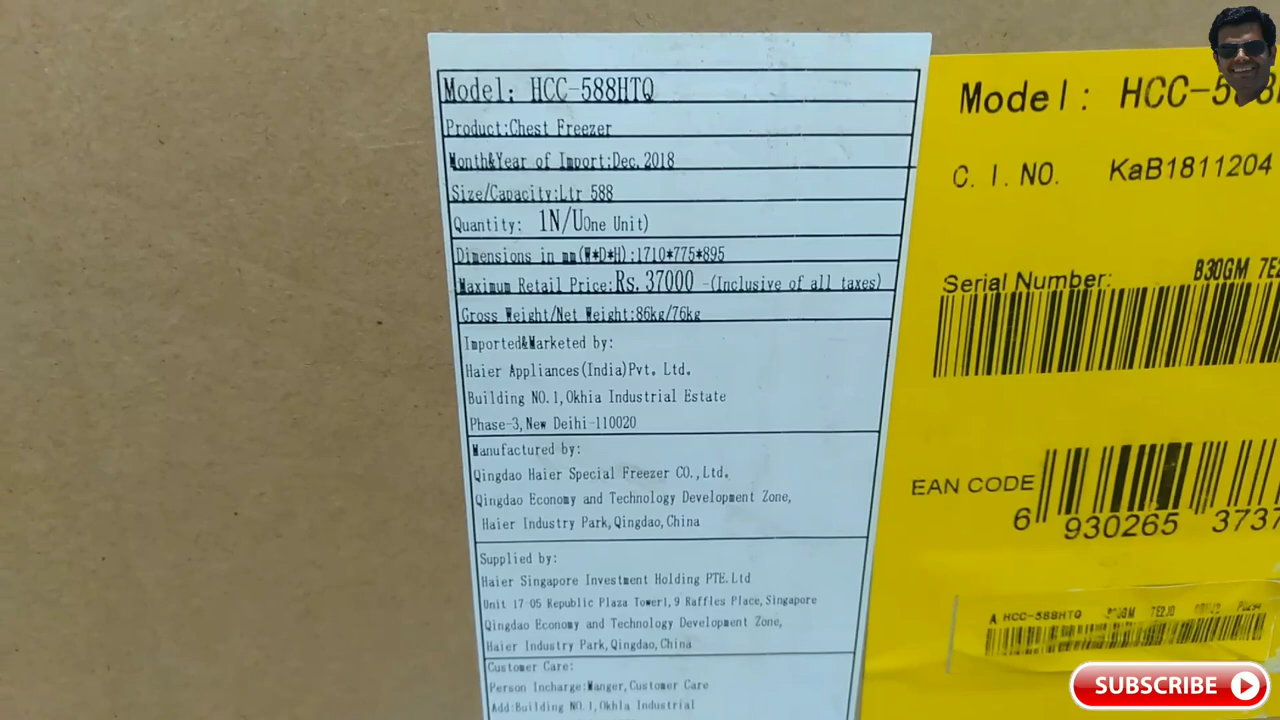 Model: HCC-588HTQ
Product:Chest Freezer
Month&Year of Import:Dec.2018
Size/Capacity:Ltr 588
Quantity: 1N/UOne Unit)
Dimensions in mm(W*D*H):1710*775*895
Maximum Retail Price:Rs. 37000 -(Inclusive of all taxes)
Gross Weight/Net Weight:86kg/76kg
Imported&Marketed by:
Haier Appliances(India)Pvt. Ltd.
Building NO.1,Okhia Industrial Estate
Phase-3,New Deihi-110020
Manufactured by:
Qingdao Haier Special Freezer CO.,Ltd.
Qingdao Economy and Technology Development Zone,
Haier Industry Park,Qingdao,China
Supplied by:
Haier Singapore Investment Holding PTE.Ltd
Unit 17-05 Republic Plaza Tower1,9 Raffles Place,Singapore
Qingdao Economy and Technology Development Zone,
Haier Industry Park,Qingdao,China
Customer Care:
Person Incharge:Manger,Customer Care
Add:Building NO.1,Okhla Industrial
Model: HCC-5
C. I. NO. KaB1811204
Serial Number: B30GM 7E2
EAN CODE
6 930265 3737
A HCC-588HTQ B30GM 7E2J0
SUBSCRIBE